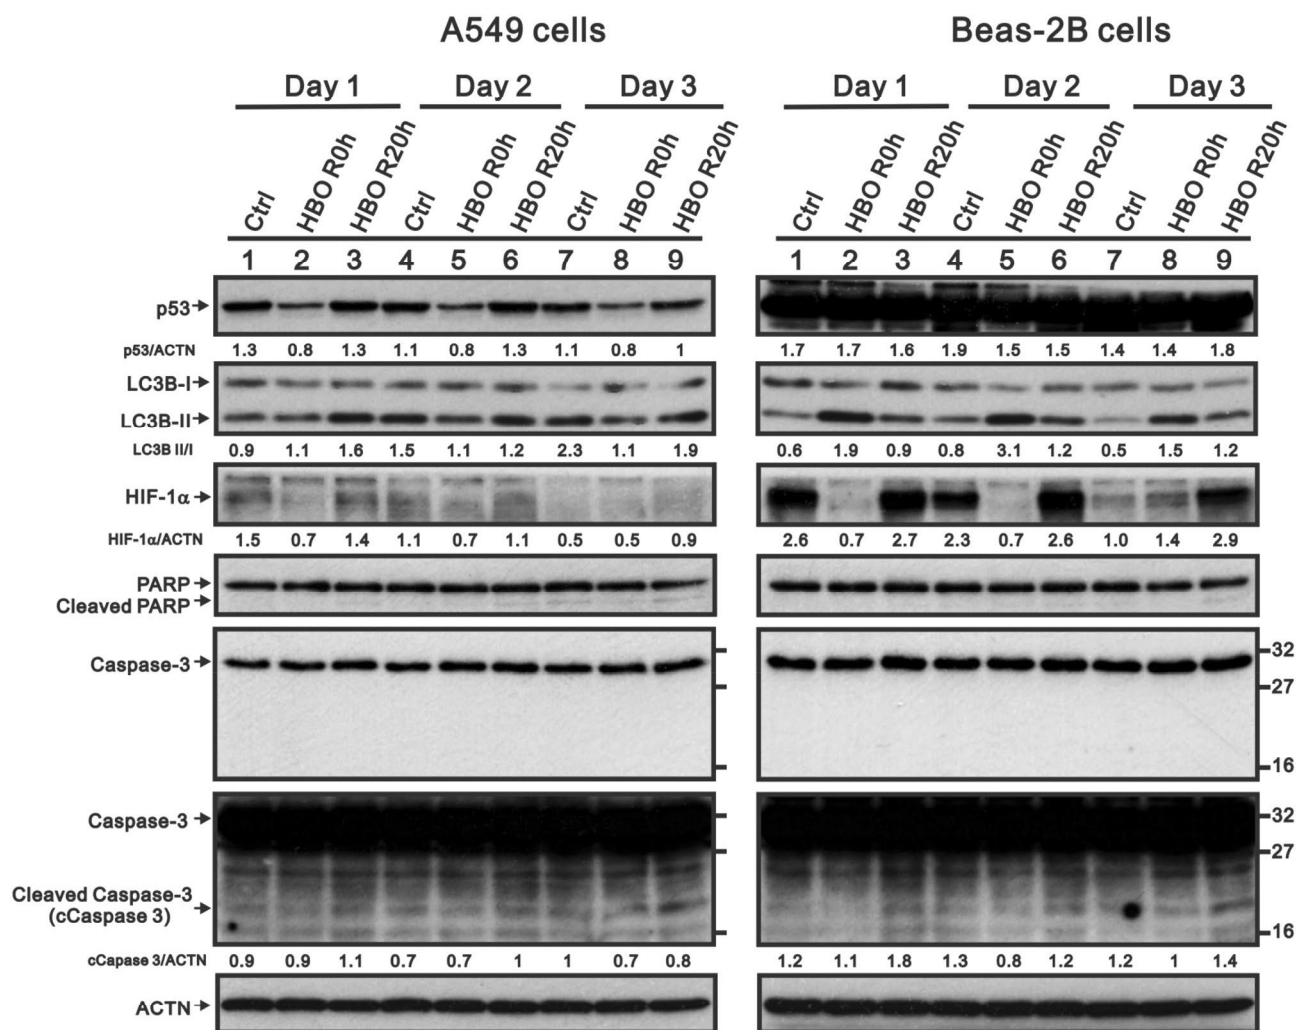 A549 cells Beas-2B cells
Day 1 Day 2 Day 3 Day 1 Day 2 Day 3
Ctrl HBO R0h HBO R20h Ctrl HBO R0h HBO R20h Ctrl HBO R0h HBO R20h Ctrl HBO R0h HBO R20h Ctrl HBO R0h HBO R20h Ctrl HBO R0h HBO R20h
1 2 3 4 5 6 7 8 9 1 2 3 4 5 6 7 8 9
p53
p53/ACTN 1.3 0.8 1.3 1.1 0.8 1.3 1.1 0.8 1 1.7 1.7 1.6 1.9 1.5 1.5 1.4 1.4 1.8
LC3B-I
LC3B-II
LC3B II/I 0.9 1.1 1.6 1.5 1.1 1.2 2.3 1.1 1.9 0.6 1.9 0.9 0.8 3.1 1.2 0.5 1.5 1.2
HIF-1α
HIF-1α/ACTN 1.5 0.7 1.4 1.1 0.7 1.1 0.5 0.5 0.9 2.6 0.7 2.7 2.3 0.7 2.6 1.0 1.4 2.9
PARP
Cleaved PARP
Caspase-3 32
27
16
Caspase-3 32
27
Cleaved Caspase-3
(cCaspase 3)
16
cCapase 3/ACTN 0.9 0.9 1.1 0.7 0.7 1 1 0.7 0.8 1.2 1.1 1.8 1.3 0.8 1.2 1.2 1 1.4
ACTN